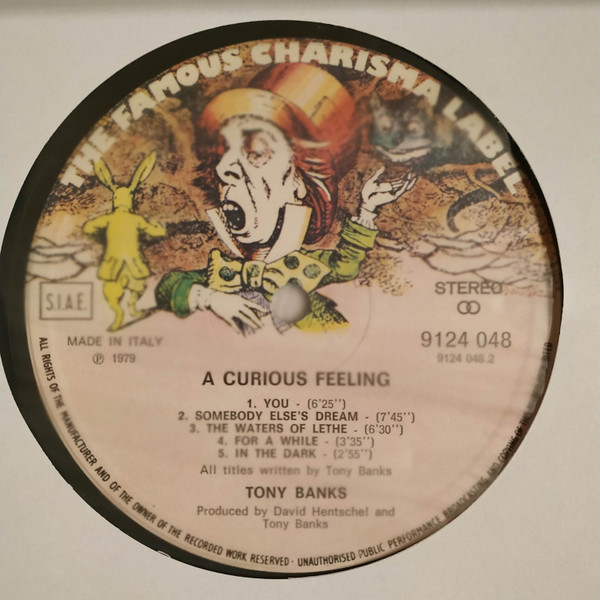 THE FAMOUS CHARISMA LABEL
S.I.A.E.
STEREO
MADE IN ITALY
9124 048
℗ 1979
9124 048.2
A CURIOUS FEELING
1. YOU - (6'25'')
2. SOMEBODY ELSE'S DREAM - (7'45'')
3. THE WATERS OF LETHE - (6'30'')
4. FOR A WHILE - (3'35'')
5. IN THE DARK - (2'55'')
All titles written by Tony Banks
TONY BANKS
Produced by David Hentschel and
Tony Banks
ALL RIGHTS OF THE MANUFACTURER AND OF THE OWNER OF THE RECORDED WORK RESERVED · UNAUTHORISED PUBLIC PERFORMANCE BROADCASTING AND COPYING OF